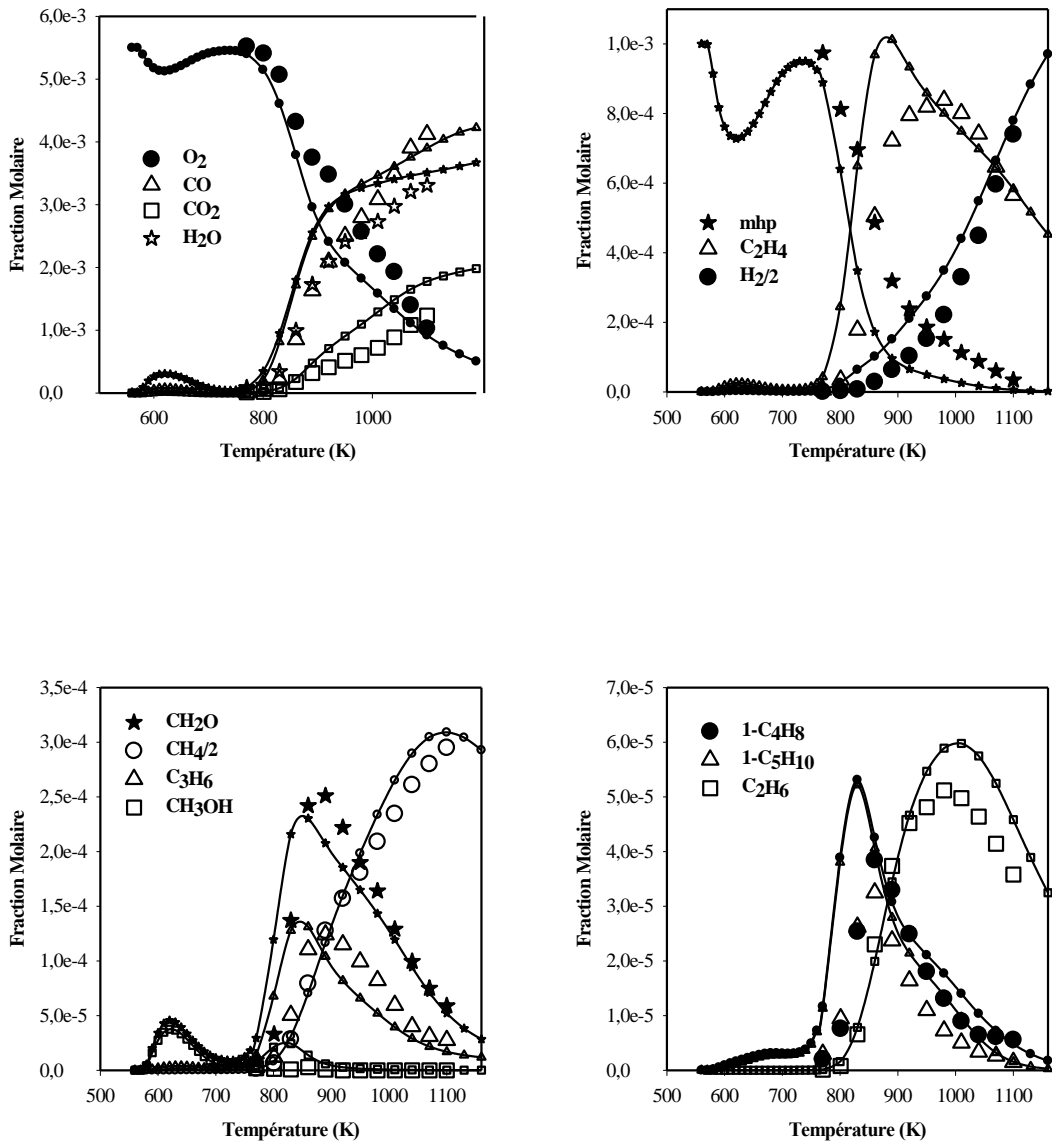 6,0e-3
5,0e-3
4,0e-3
3,0e-3
2,0e-3
1,0e-3
0,0
Fraction Molaire
O2
CO
CO2
H2O
600 800 1000
Température (K)
1,0e-3
8,0e-4
6,0e-4
4,0e-4
2,0e-4
0,0
Fraction Molaire
mhp
C2H4
H2/2
500 600 700 800 900 1000 1100
Température (K)
3,5e-4
3,0e-4
2,5e-4
2,0e-4
1,5e-4
1,0e-4
5,0e-5
0,0
Fraction Molaire
CH2O
CH4/2
C3H6
CH3OH
500 600 700 800 900 1000 1100
Température (K)
7,0e-5
6,0e-5
5,0e-5
4,0e-5
3,0e-5
2,0e-5
1,0e-5
0,0
Fraction Molaire
1-C4H8
1-C5H10
C2H6
500 600 700 800 900 1000 1100
Température (K)